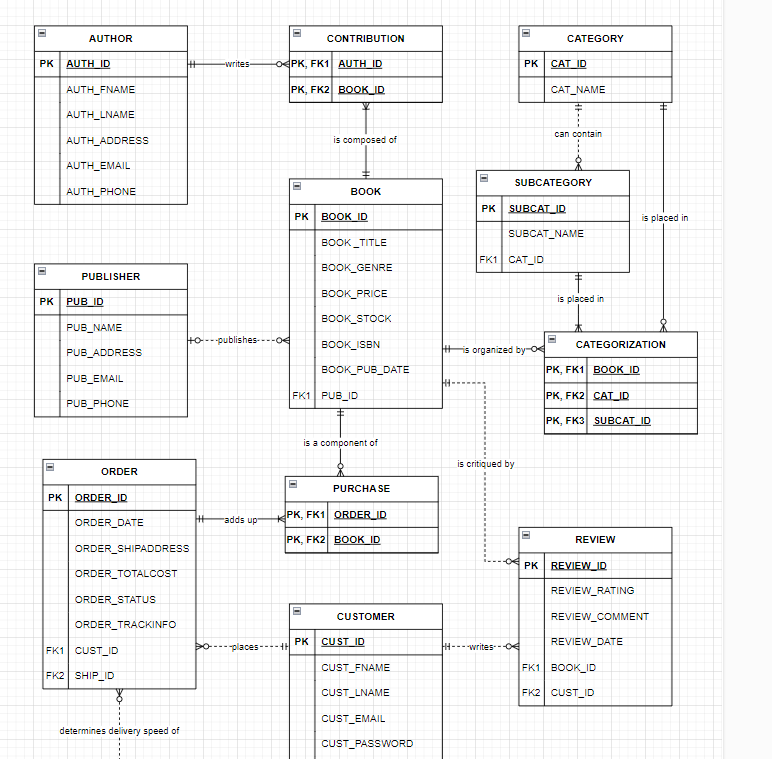 AUTHOR
PK AUTH_ID
AUTH_FNAME
AUTH_LNAME
AUTH_ADDRESS
AUTH_EMAIL
AUTH_PHONE
writes
CONTRIBUTION
PK, FK1 AUTH_ID
PK, FK2 BOOK_ID
CATEGORY
PK CAT_ID
CAT_NAME
is composed of
can contain
BOOK
PK BOOK_ID
BOOK _TITLE
BOOK_GENRE
BOOK_PRICE
BOOK_STOCK
BOOK_ISBN
BOOK_PUB_DATE
FK1 PUB_ID
SUBCATEGORY
PK SUBCAT_ID
SUBCAT_NAME
FK1 CAT_ID
is placed in
is placed in
PUBLISHER
PK PUB_ID
PUB_NAME
PUB_ADDRESS
PUB_EMAIL
PUB_PHONE
publishes
is organized by
CATEGORIZATION
PK, FK1 BOOK_ID
PK, FK2 CAT_ID
PK, FK3 SUBCAT_ID
is a component of
is critiqued by
ORDER
PK ORDER_ID
ORDER_DATE
ORDER_SHIPADDRESS
ORDER_TOTALCOST
ORDER_STATUS
ORDER_TRACKINFO
FK1 CUST_ID
FK2 SHIP_ID
adds up
PURCHASE
PK, FK1 ORDER_ID
PK, FK2 BOOK_ID
REVIEW
PK REVIEW_ID
REVIEW_RATING
REVIEW_COMMENT
REVIEW_DATE
FK1 BOOK_ID
FK2 CUST_ID
places
CUSTOMER
PK CUST_ID
CUST_FNAME
CUST_LNAME
CUST_EMAIL
CUST_PASSWORD
writes
determines delivery speed of